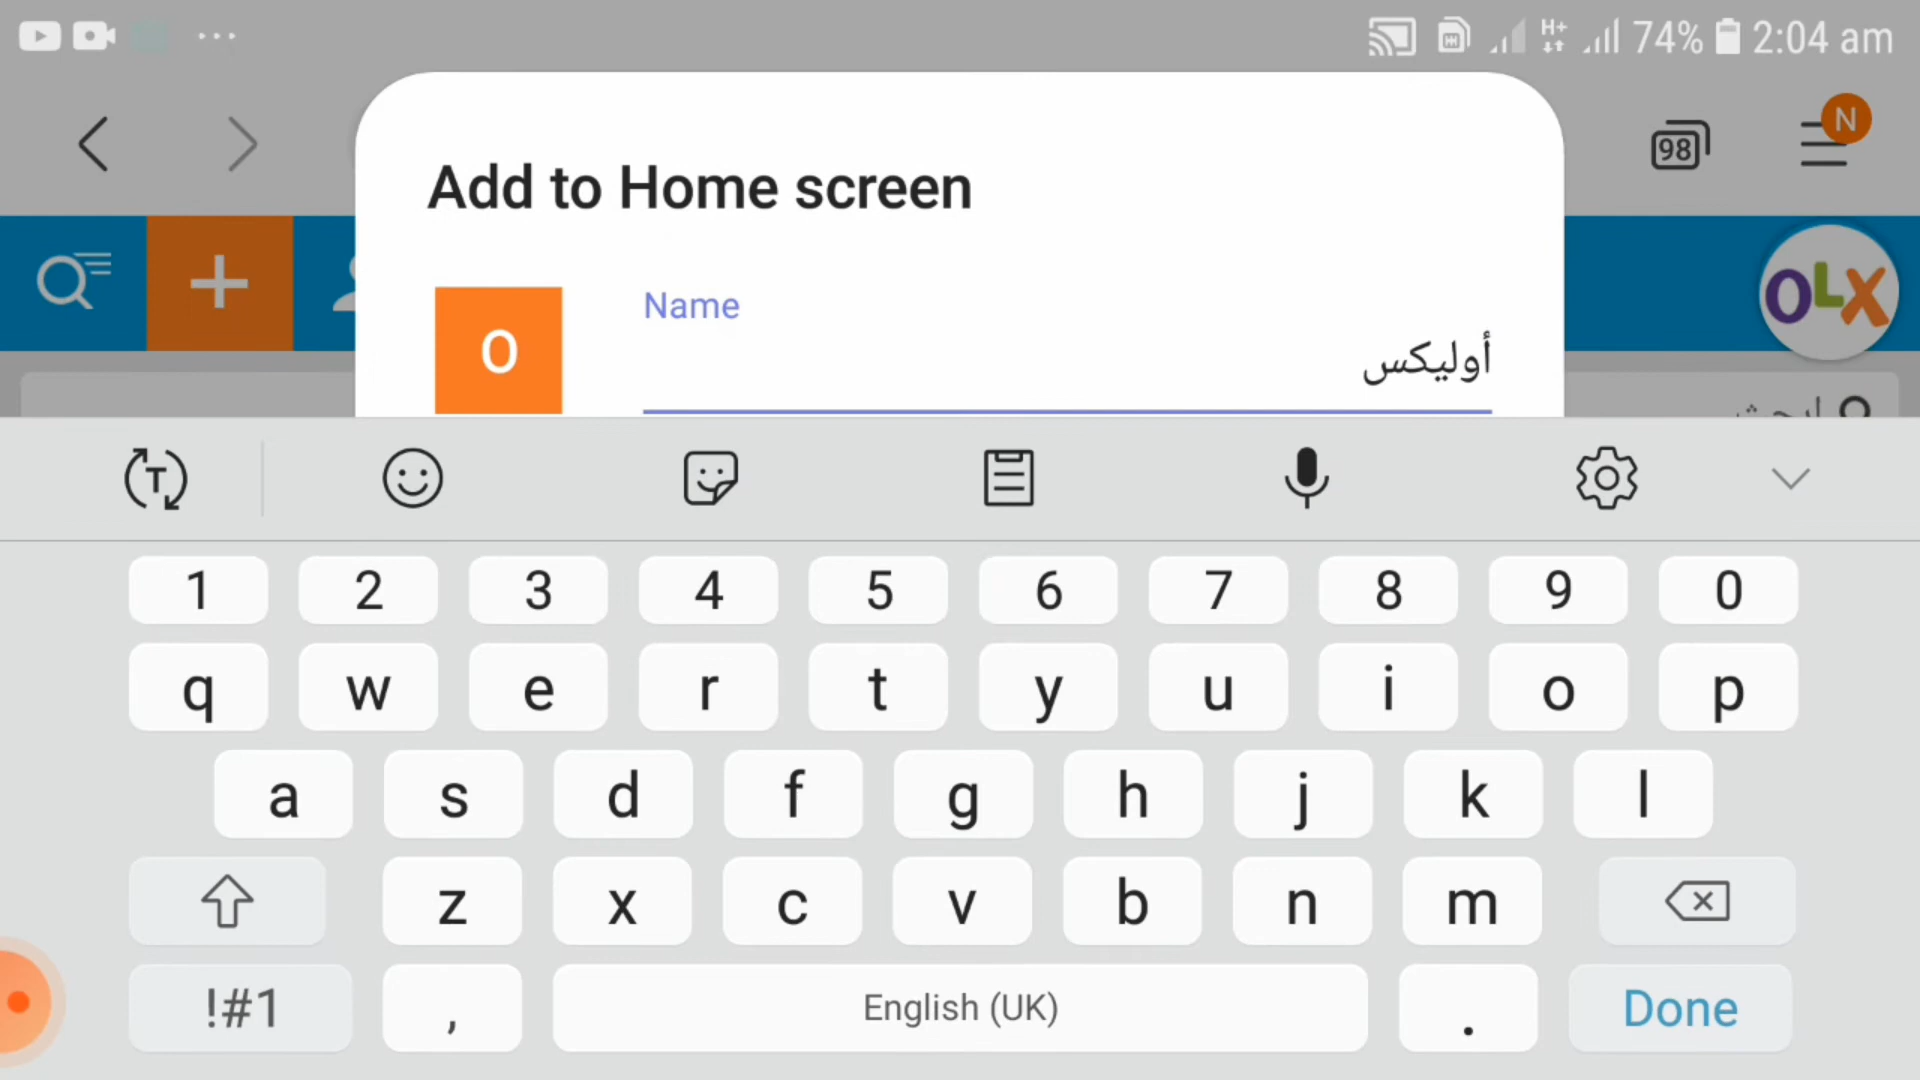 H+
74%
2:04 am
98
N
Add to Home screen
OLX
O
Name
أوليكس
T
1 2 3 4 5 6 7 8 9 0
q w e r t y u i o p
a s d f g h j k l
z x c v b n m
!#1 , English (UK) . Done